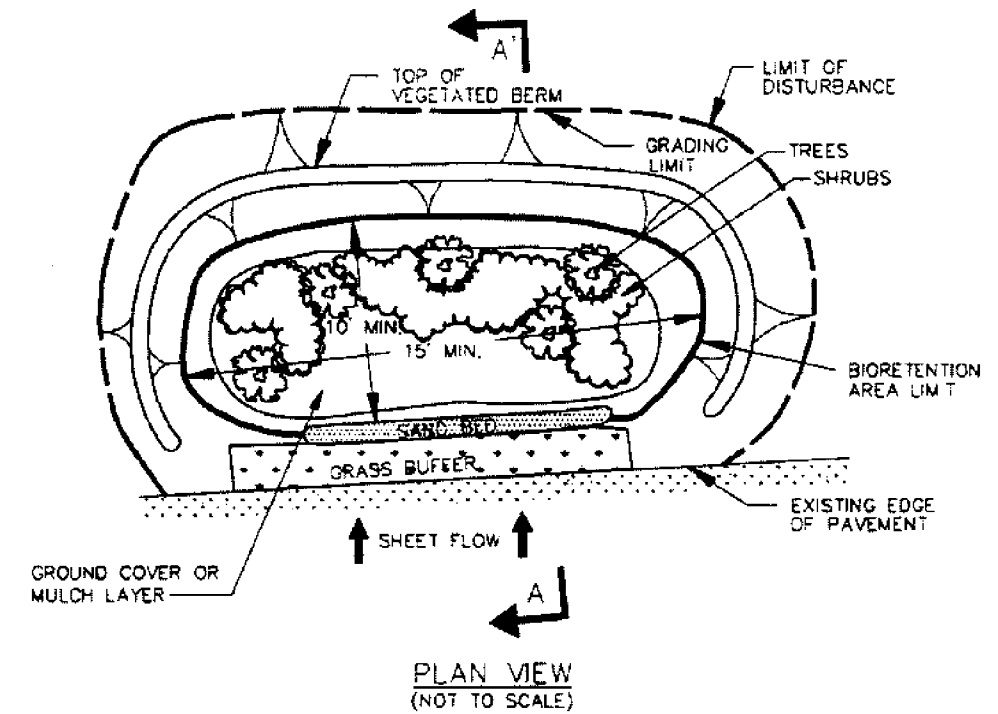 A'
TOP OF
VEGETATED BERM
LIMIT OF
DISTURBANCE
GRADING
LIMIT
TREES
SHRUBS
10' MIN.
15' MIN.
BIORETENTION
AREA LIMIT
SAND BED
GRASS BUFFER
EXISTING EDGE
OF PAVEMENT
SHEET FLOW
GROUND COVER OR
MULCH LAYER
A
PLAN VIEW
(NOT TO SCALE)